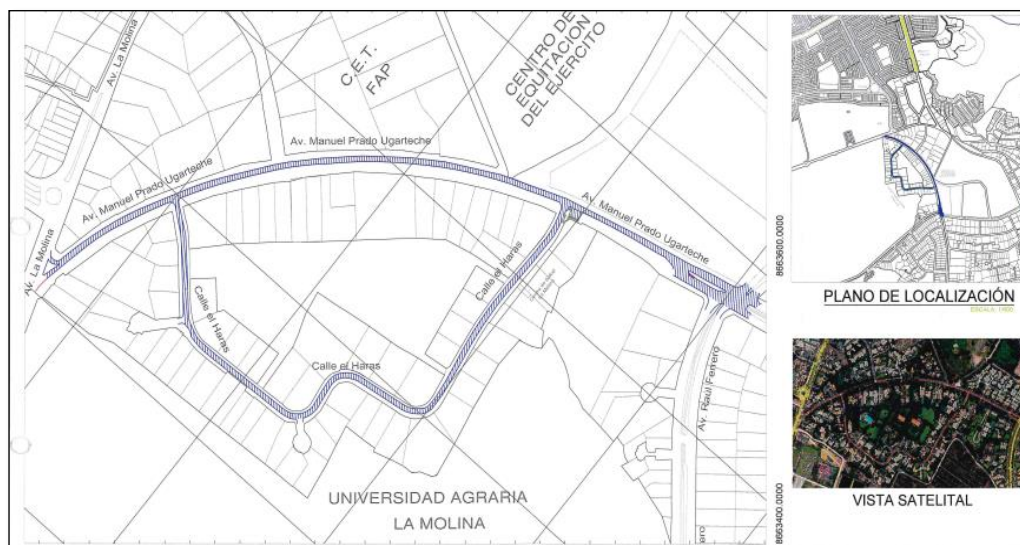 Av. La Molina
C.E.T.
FAP
CENTRO DE
EQUITACION
DEL EJERCITO
Av. Manuel Prado Ugarteche
Av. Manuel Prado Ugarteche
Av. Manuel Prado Ugarteche
Av. La Molina
Calle el Haras
Calle el Haras
Calle el Haras
Av. Raúl Ferrero
UNIVERSIDAD AGRARIA
LA MOLINA
8663600.0000
8663400.0000
PLANO DE LOCALIZACIÓN
VISTA SATELITAL